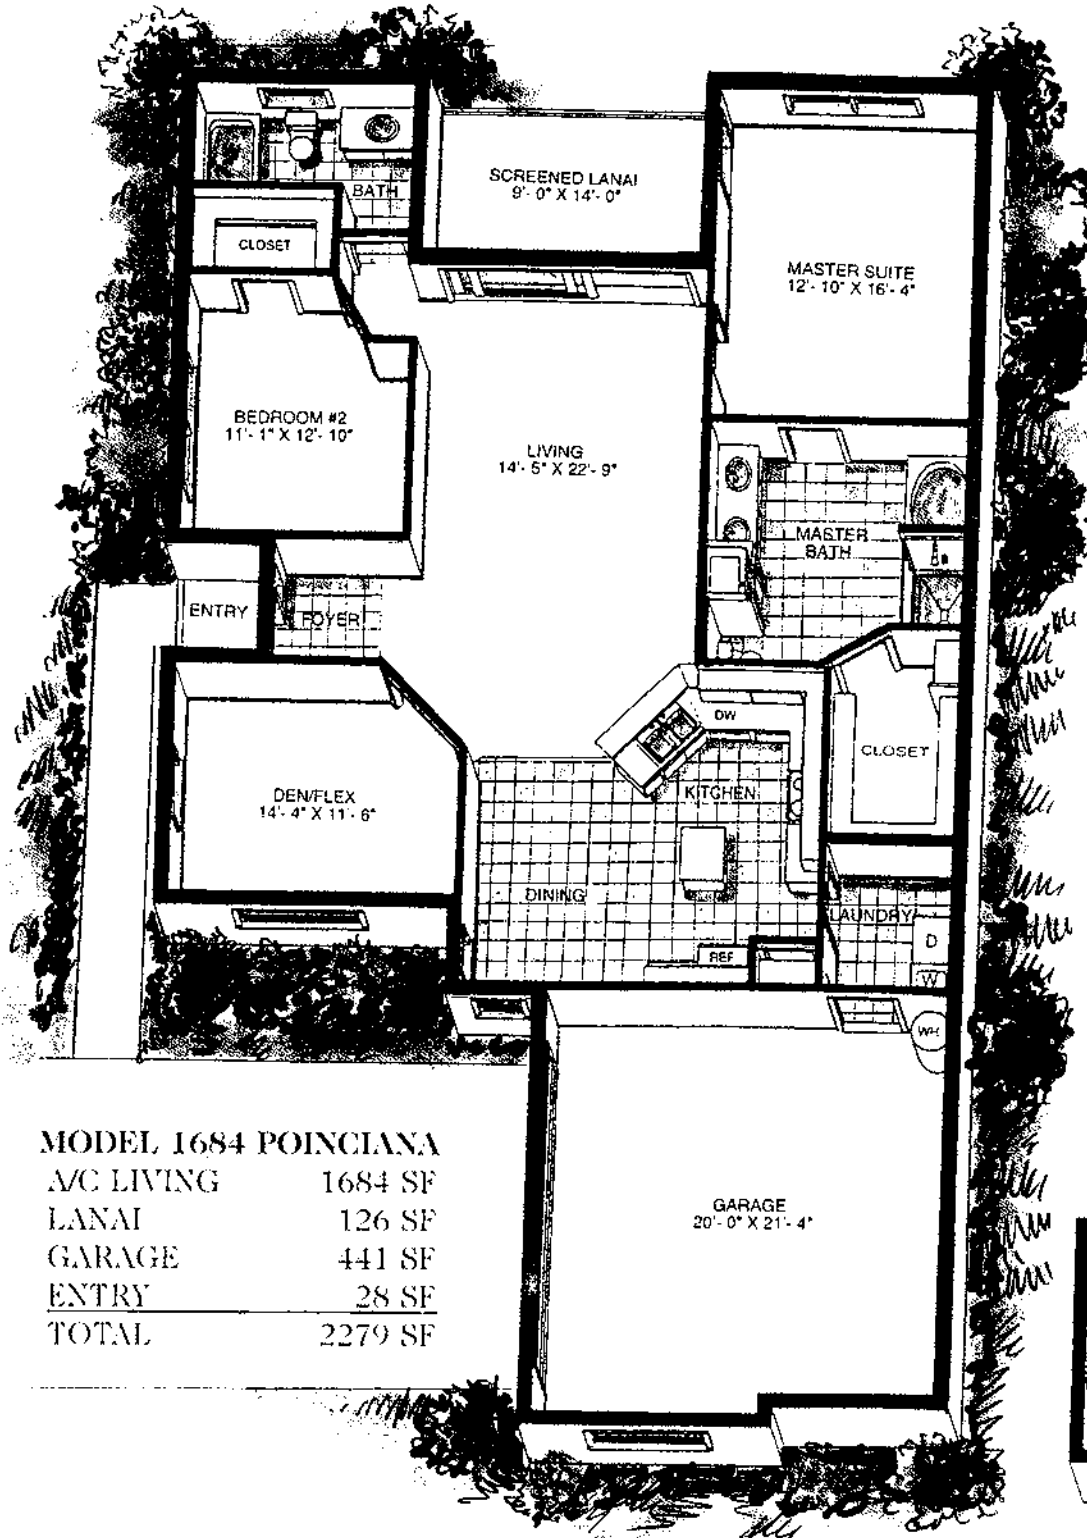 BATH
SCREENED LANAI
9'- 0" X 14'- 0"
CLOSET
MASTER SUITE
12'- 10" X 16'- 4"
BEDROOM #2
11'- 1" X 12'- 10"
LIVING
14'- 5" X 22'- 9"
MASTER
BATH
ENTRY
FOYER
DW
CLOSET
KITCHEN
DEN/FLEX
14'- 4" X 11'- 6"
DINING
LAUNDRY
D
REF
W
WH
MODEL 1684 POINCIANA
A/C LIVING 1684 SF
LANAI 126 SF
GARAGE 441 SF
ENTRY 28 SF
TOTAL 2279 SF
GARAGE
20'- 0" X 21'- 4"